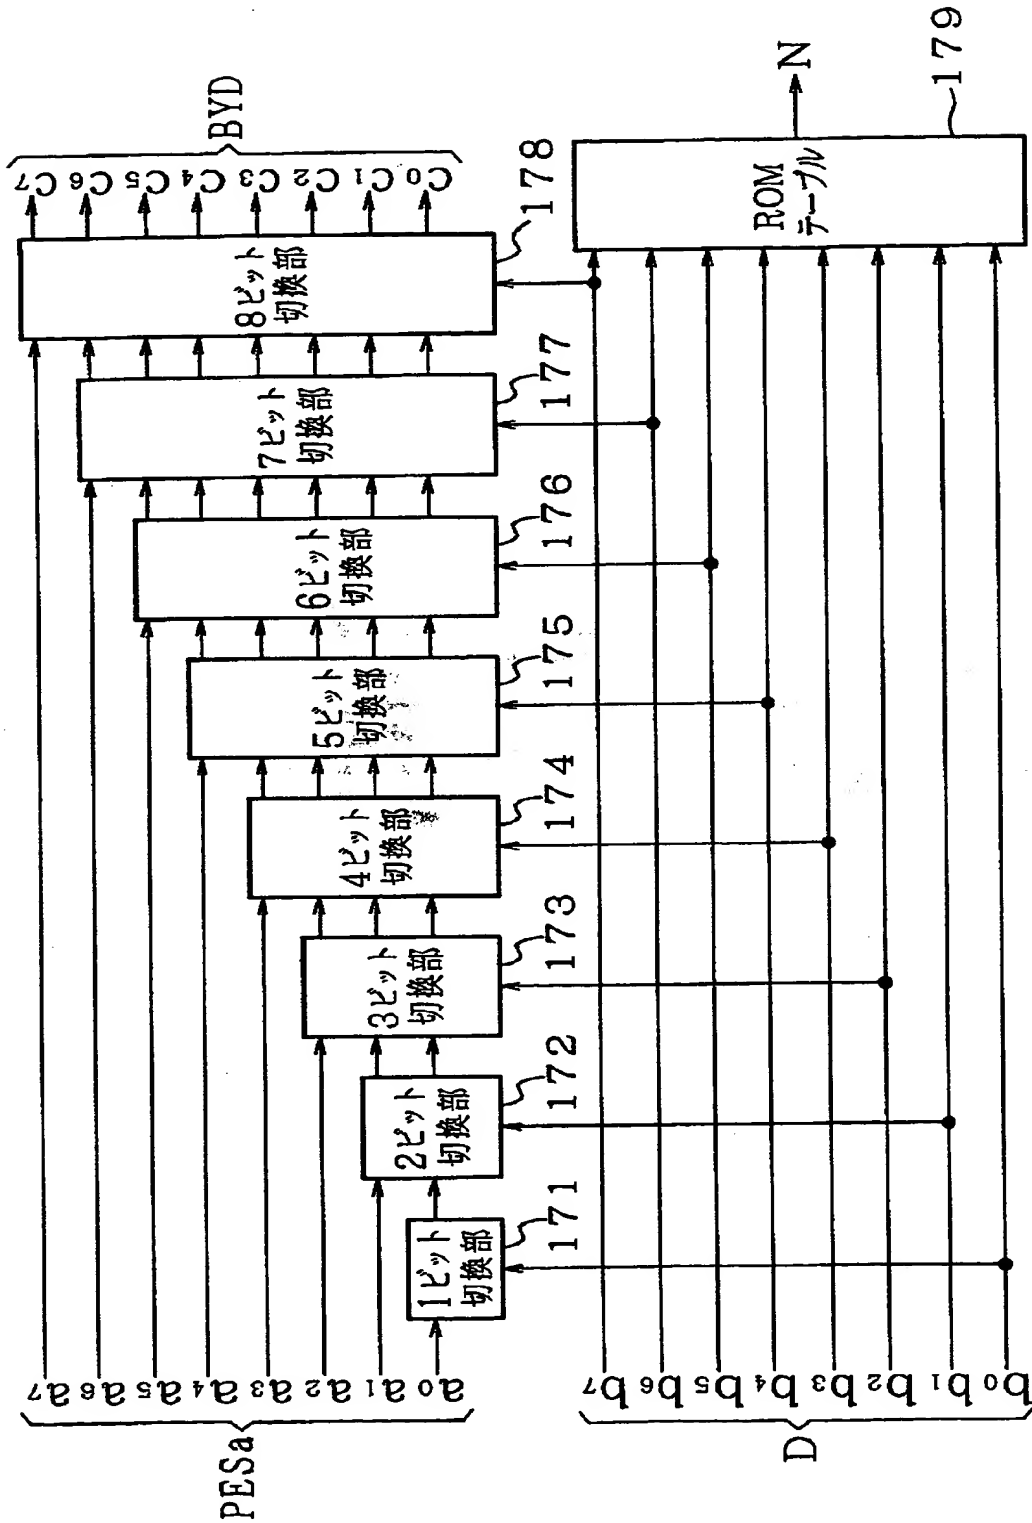 PESa
a7
a6
a5
a4
a3
a2
a1
a0
1ビット
切換部
171
2ビット
切換部
172
3ビット
切換部
173
4ビット
切換部
174
5ビット
切換部
175
6ビット
切換部
176
7ビット
切換部
177
8ビット
切換部
178
C7
C6
C5
C4
C3
C2
C1
C0
BYD
D
b7
b6
b5
b4
b3
b2
b1
b0
ROM
テーブル
179
N